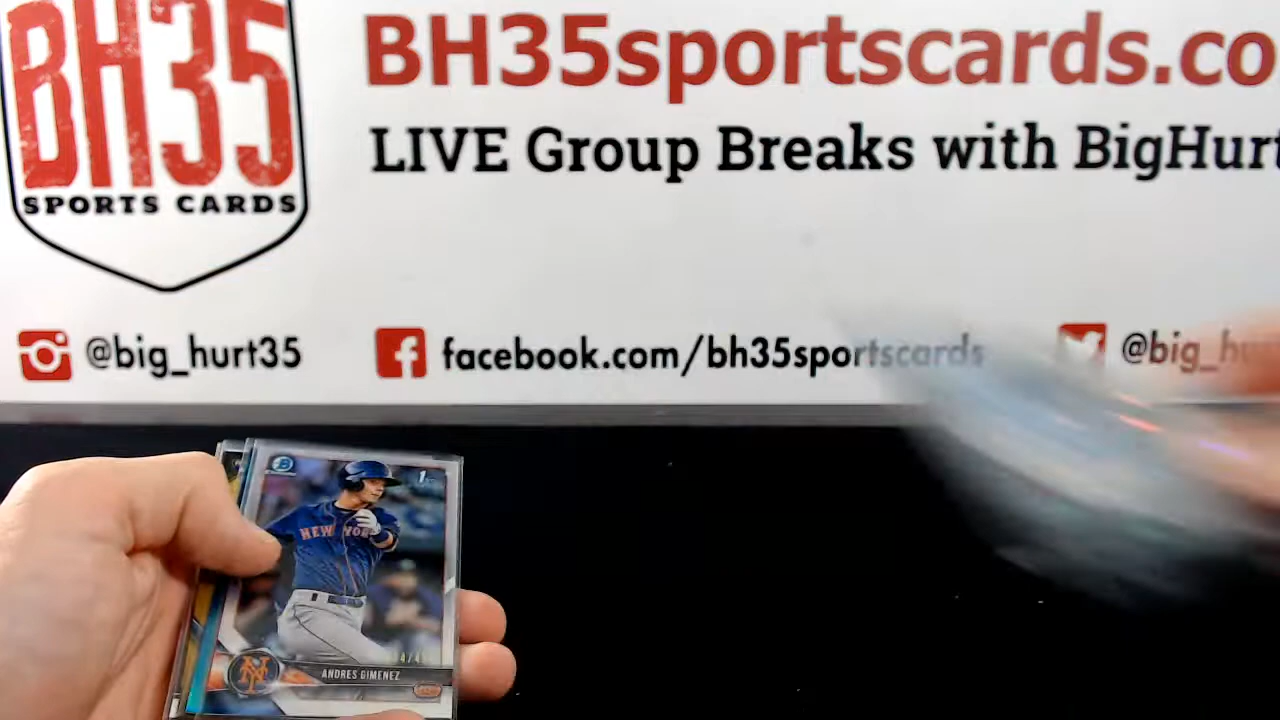 BH35
SPORTS CARDS
BH35sportscards.co
LIVE Group Breaks with BigHurt
@big_hurt35
facebook.com/bh35sportscards
@big_hu
1
NEW YORK
ANDRES GIMENEZ